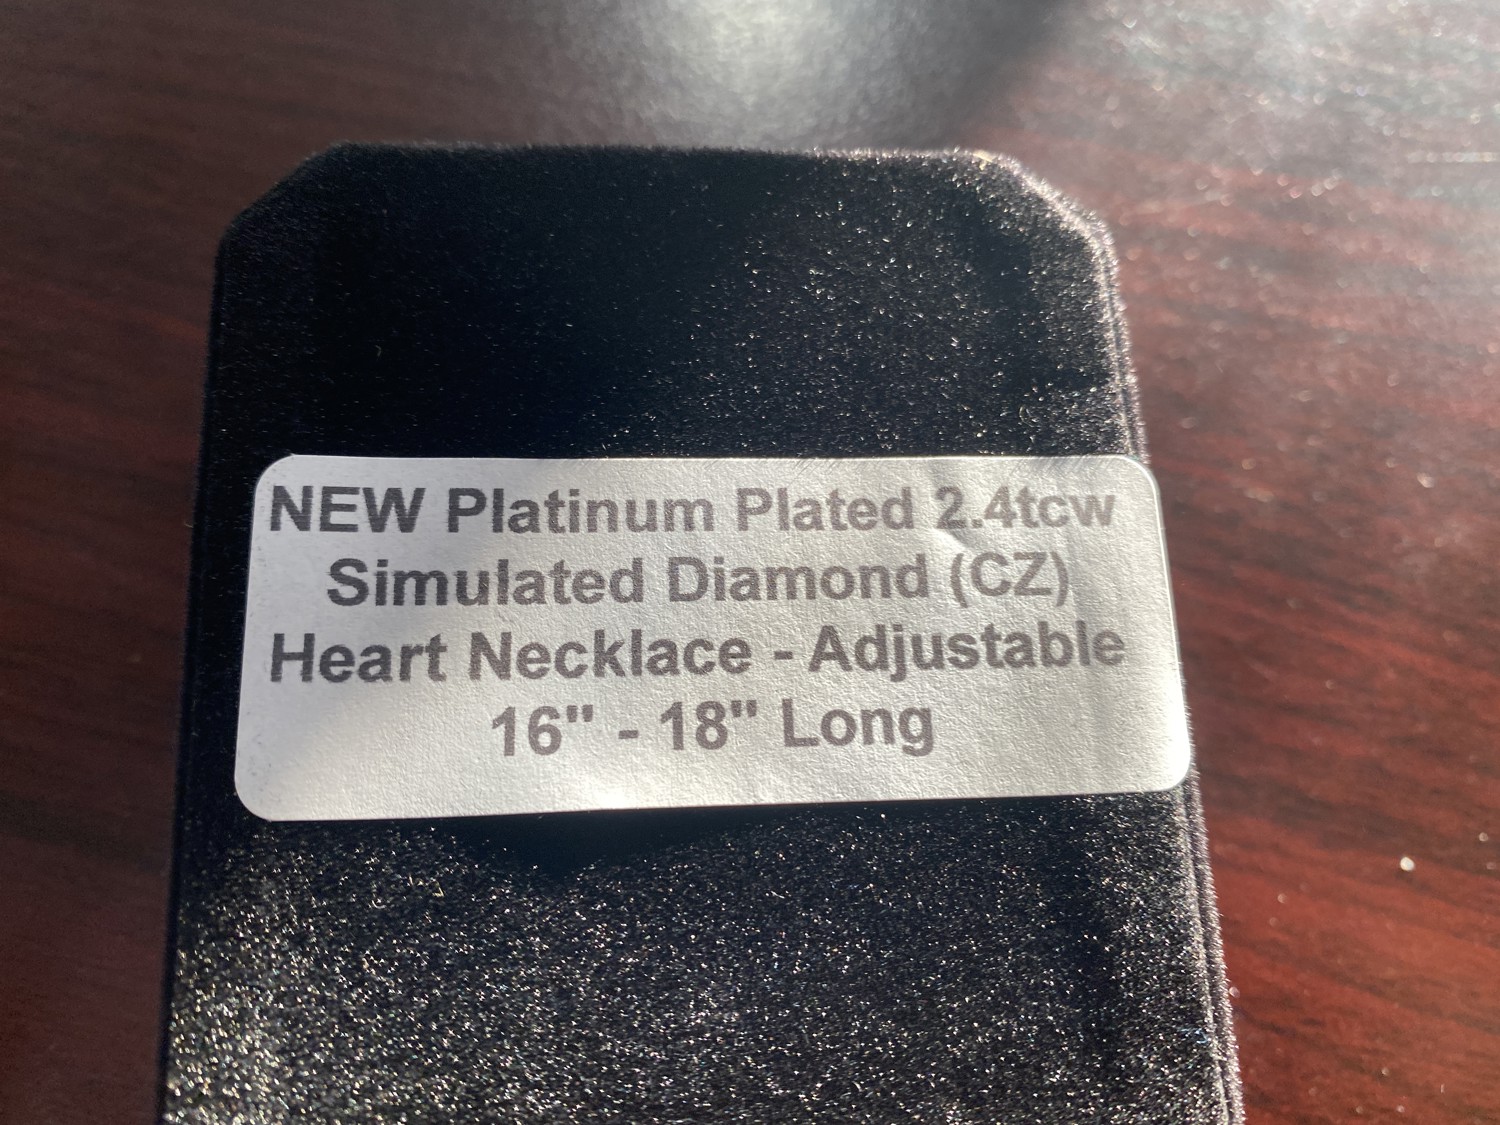 NEW Platinum Plated 2.4tcw
Simulated Diamond (CZ)
Heart Necklace - Adjustable
16" - 18" Long